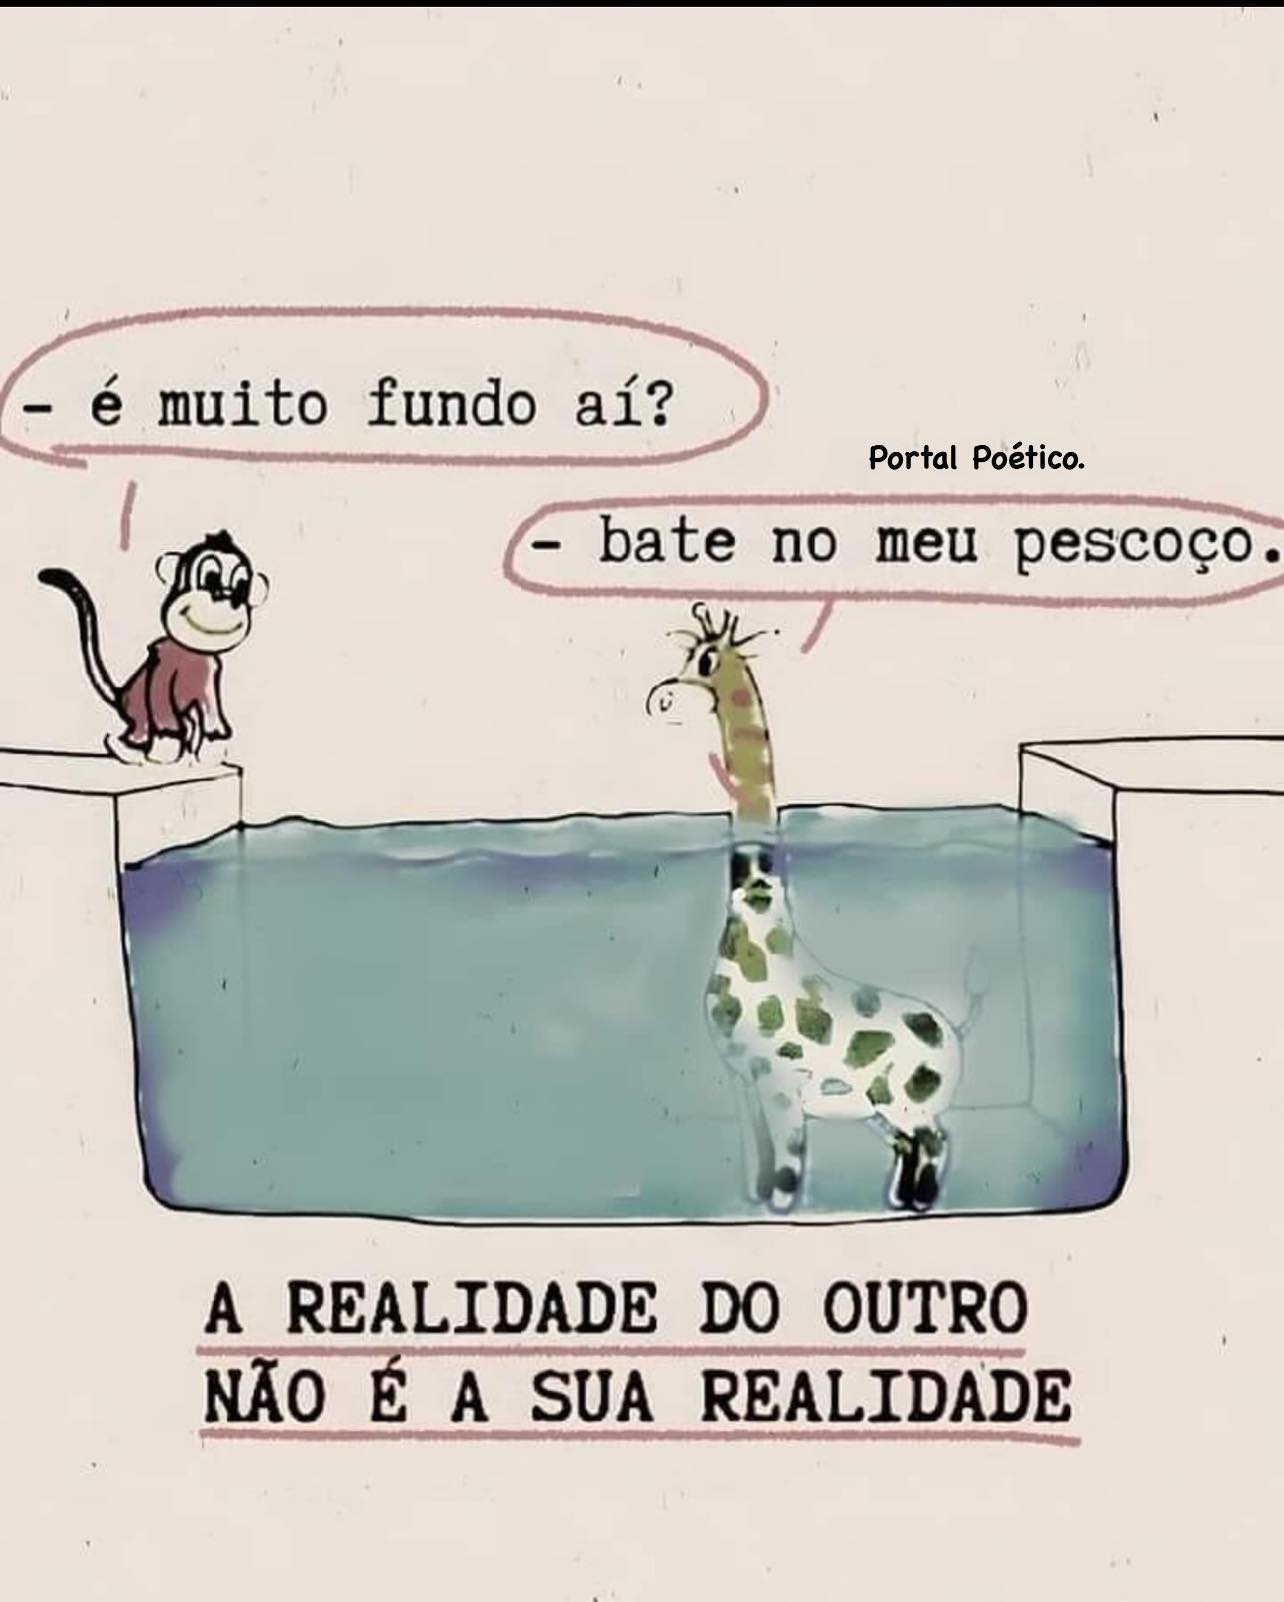 - é muito fundo aí?
Portal Poético.
- bate no meu pescoço.
A REALIDADE DO OUTRO
NÃO É A SUA REALIDADE